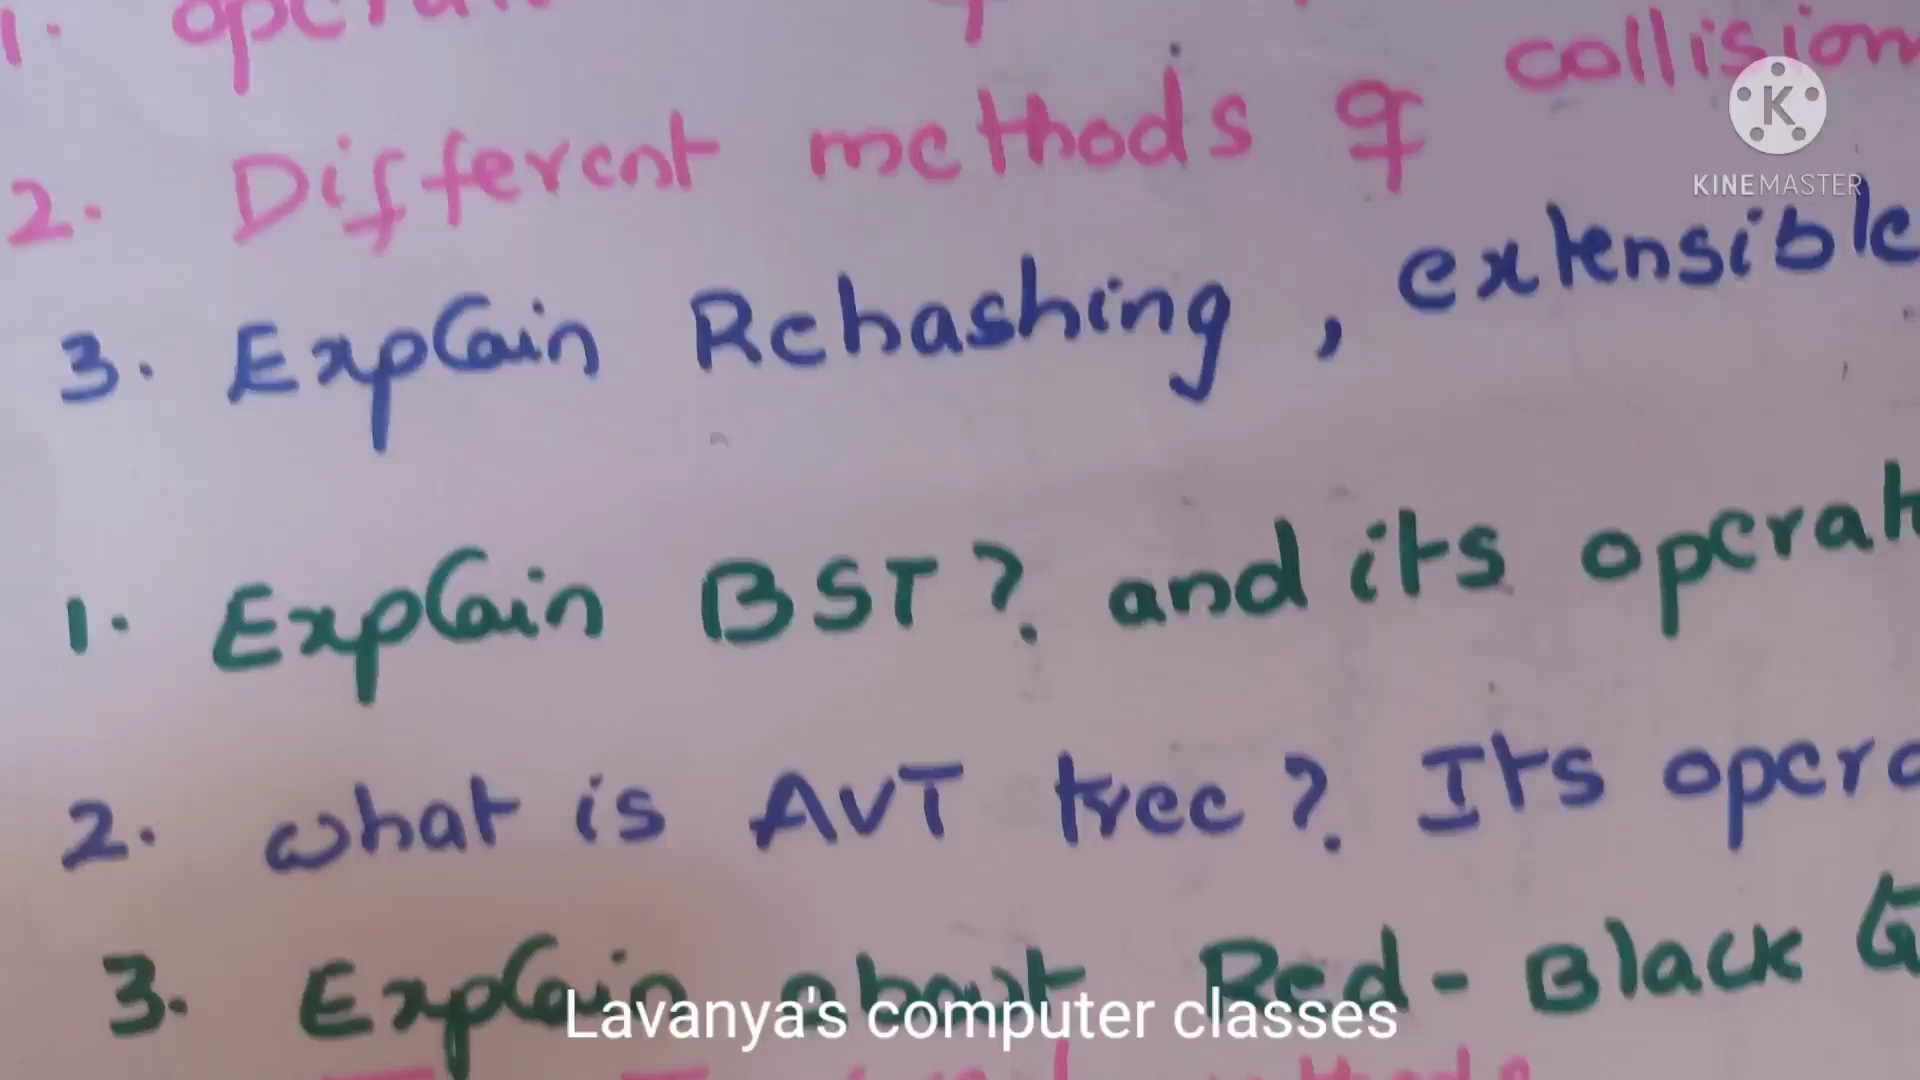 1.
2. Different methods of collision
3. Explain Rehashing, extensible
1. Explain BST? and its operat
2. what is AVT tree? Its opera
3. Explain about Red-Black
KINEMASTER
Lavanya's computer classes